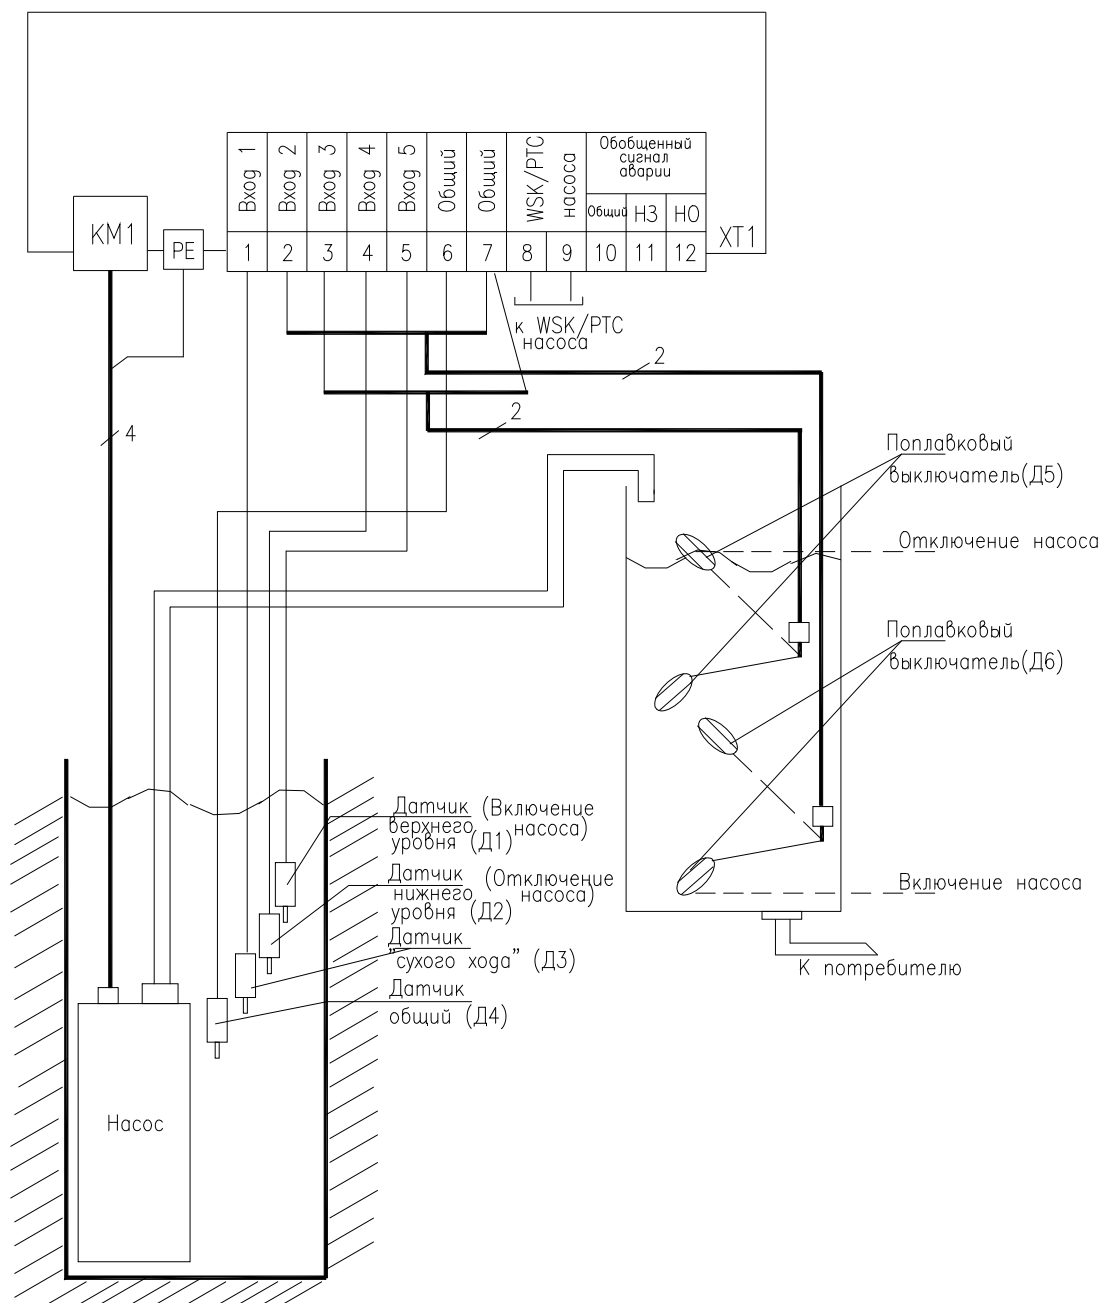 Вход 1
Вход 2
Вход 3
Вход 4
Вход 5
Общий
Общий
WSK/PTC
насоса
Обобщенный
сигнал
аварии
Общий
НЗ
НО
КМ1
PE
1
2
3
4
5
6
7
8
9
10
11
12
XT1
к WSK/PTC
насоса
2
2
4
Поплавковый
выключатель(Д5)
Отключение насоса
Поплавковый
выключатель(Д6)
Датчик (Включение
верхнего насоса)
уровня (Д1)
Датчик (Отключение
нижнего насоса)
уровня (Д2)
Включение насоса
Датчик
"сухого хода" (Д3)
К потребителю
Датчик
общий (Д4)
Насос